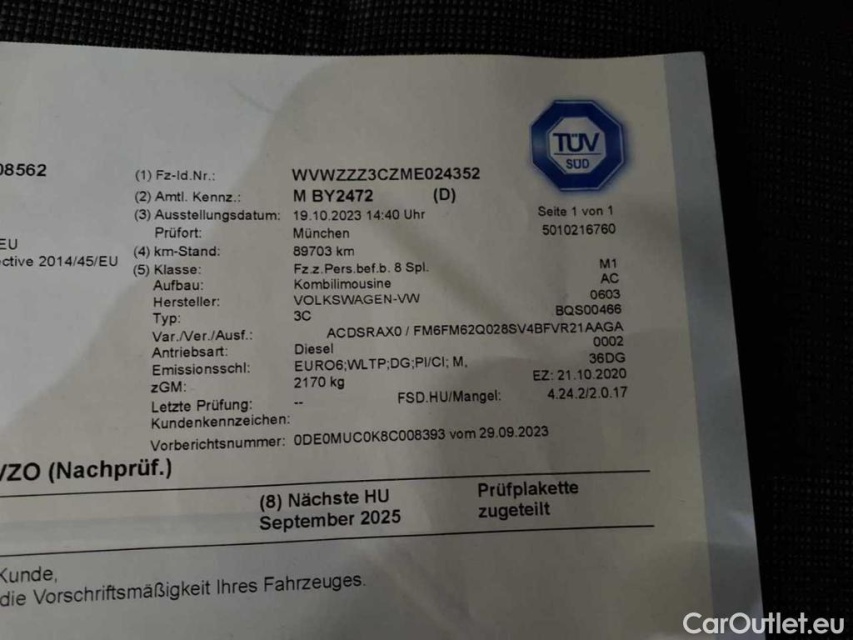 TÜV
SÜD
08562
(1) Fz-Id.Nr.: WVWZZZ3CZME024352
(2) Amtl. Kennz.: M BY2472 (D)
(3) Ausstellungsdatum: 19.10.2023 14:40 Uhr Seite 1 von 1
Prüfort: München 5010216760
EU
(4) km-Stand: 89703 km
ctive 2014/45/EU
(5) Klasse: Fz.z.Pers.bef.b. 8 Spl. M1
Aufbau: Kombilimousine AC
Hersteller: VOLKSWAGEN-VW 0603
Typ: 3C BQS00466
Var./Ver./Ausf.: ACDSRAX0 / FM6FM62Q028SV4BFVR21AAGA
Antriebsart: Diesel 0002
Emissionsschl: EURO6;WLTP;DG;PI/CI; M, 36DG
zGM: 2170 kg EZ: 21.10.2020
Letzte Prüfung: -- FSD.HU/Mangel: 4.24.2/2.0.17
Kundenkennzeichen:
Vorberichtsnummer: 0DE0MUC0K8C008393 vom 29.09.2023
VZO (Nachprüf.)
(8) Nächste HU Prüfplakette
September 2025 zugeteilt
Kunde,
die Vorschriftsmäßigkeit Ihres Fahrzeuges.
CarOutlet.eu